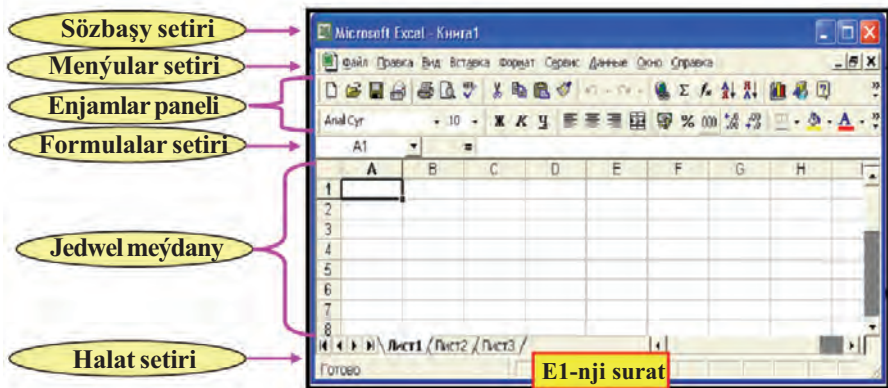 Sözbaşy setiri
Menýular setiri
Enjamlar paneli
Formulalar setiri
Jedwel meýdany
Halat setiri
Microsoft Excel - Книга1
Файл Правка Вид Вставка Формат Сервис Данные Окно Справка
Arial Cyr 10 Ж К Ч % 000
A1 =
A B C D E F G H
1
2
3
4
5
6
7
8
Лист1 / Лист2 / Лист3 /
Готово
E1-nji surat